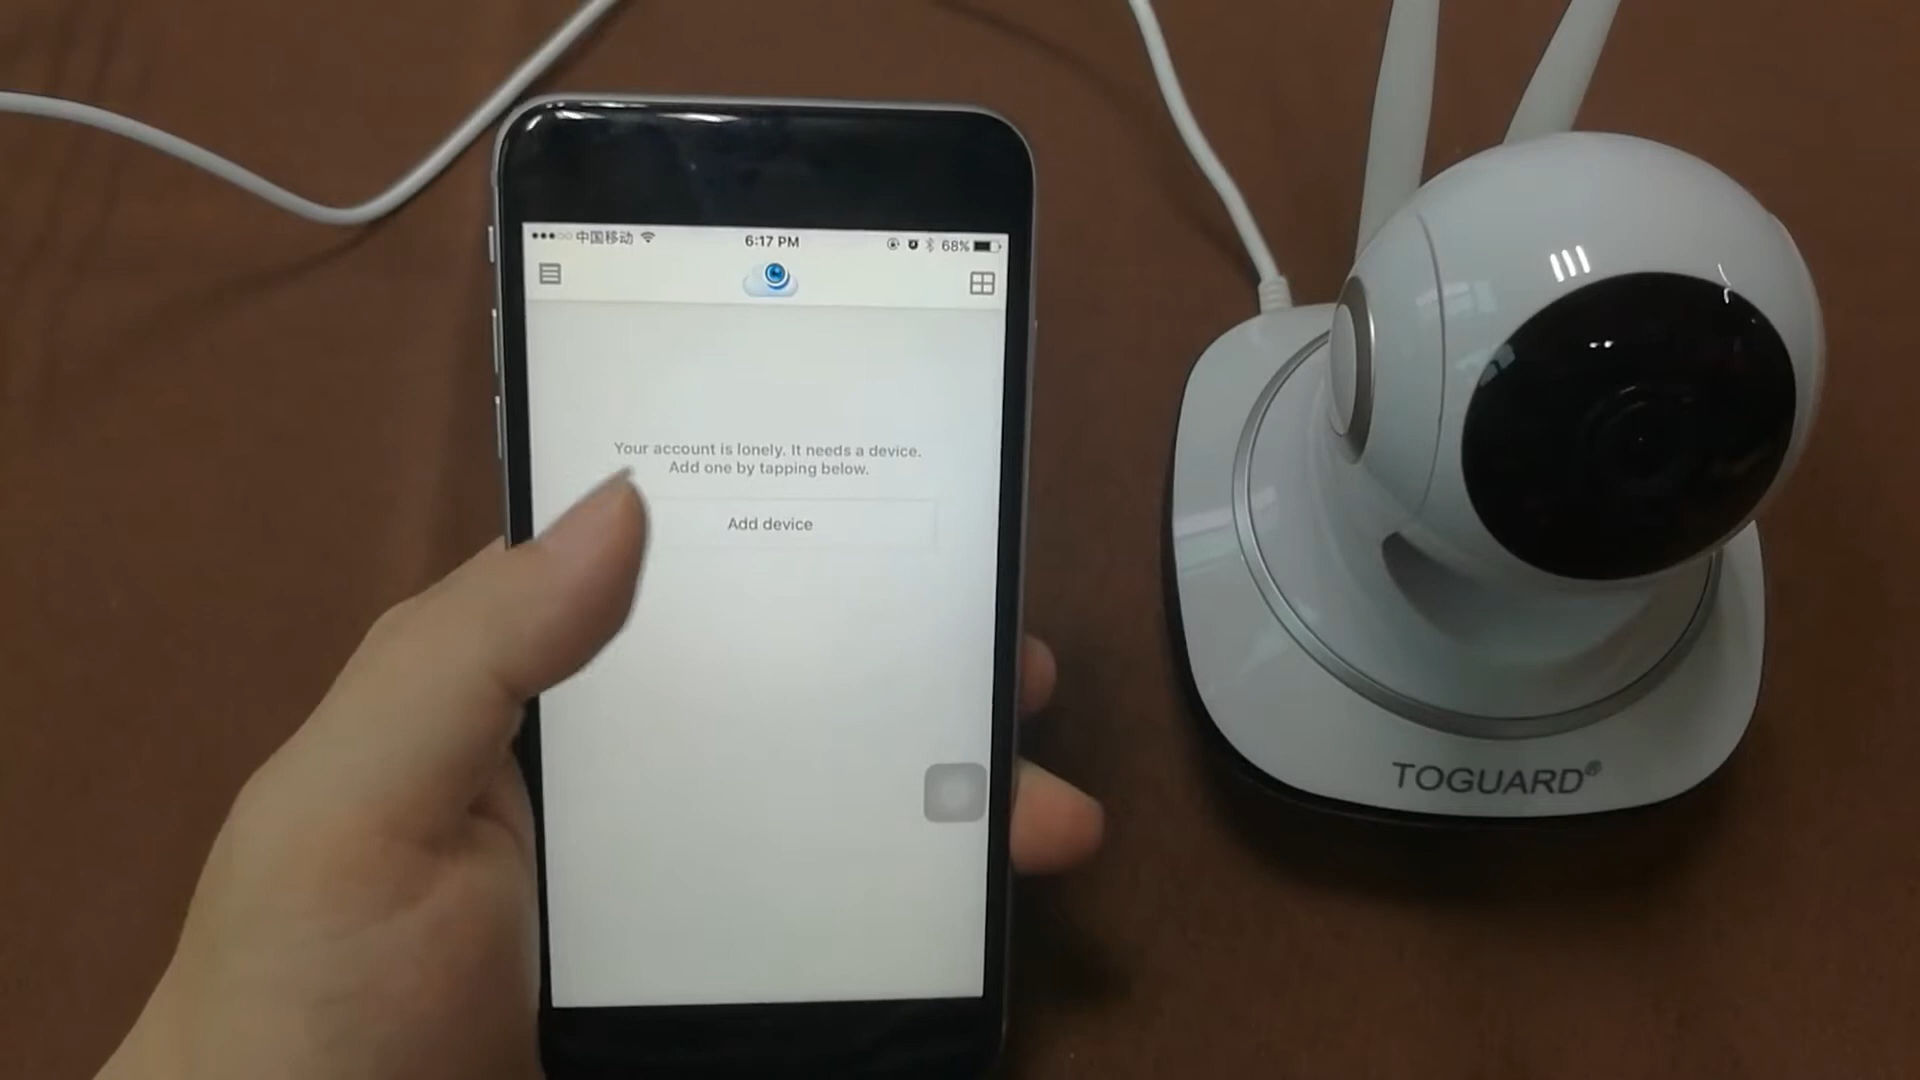 中国移动
6:17 PM
68%
Your account is lonely. It needs a device.
Add one by tapping below.
Add device
TOGUARD®